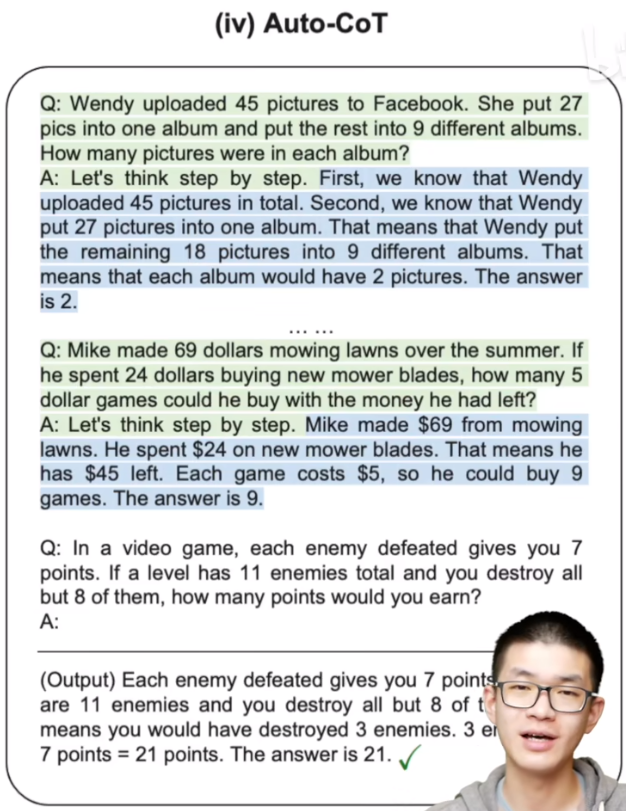 (iv) Auto-CoT
Q: Wendy uploaded 45 pictures to Facebook. She put 27
pics into one album and put the rest into 9 different albums.
How many pictures were in each album?
A: Let's think step by step. First, we know that Wendy
uploaded 45 pictures in total. Second, we know that Wendy
put 27 pictures into one album. That means that Wendy put
the remaining 18 pictures into 9 different albums. That
means that each album would have 2 pictures. The answer
is 2.
... ...
Q: Mike made 69 dollars mowing lawns over the summer. If
he spent 24 dollars buying new mower blades, how many 5
dollar games could he buy with the money he had left?
A: Let's think step by step. Mike made $69 from mowing
lawns. He spent $24 on new mower blades. That means he
has $45 left. Each game costs $5, so he could buy 9
games. The answer is 9.
Q: In a video game, each enemy defeated gives you 7
points. If a level has 11 enemies total and you destroy all
but 8 of them, how many points would you earn?
A:
(Output) Each enemy defeated gives you 7 points
are 11 enemies and you destroy all but 8 of
means you would have destroyed 3 enemies. 3
7 points = 21 points. The answer is 21.